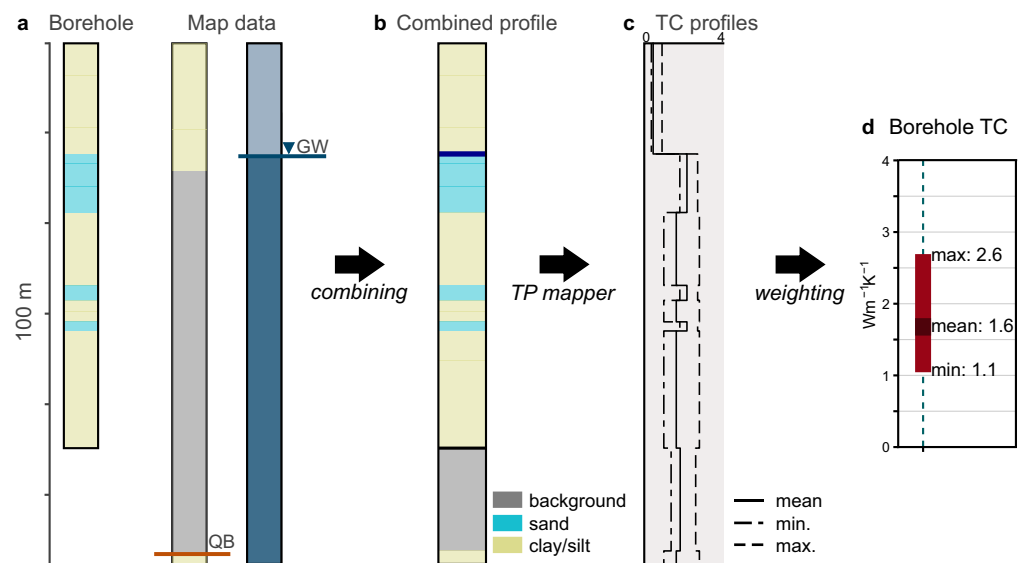 a Borehole
Map data
b Combined profile
c TC profiles
0
4
GW
d Borehole TC
4
max: 2.6
3
combining
TP mapper
weighting
Wm⁻¹K⁻¹
2
mean: 1.6
100 m
min: 1.1
1
0
background
mean
sand
min.
QB
clay/silt
max.